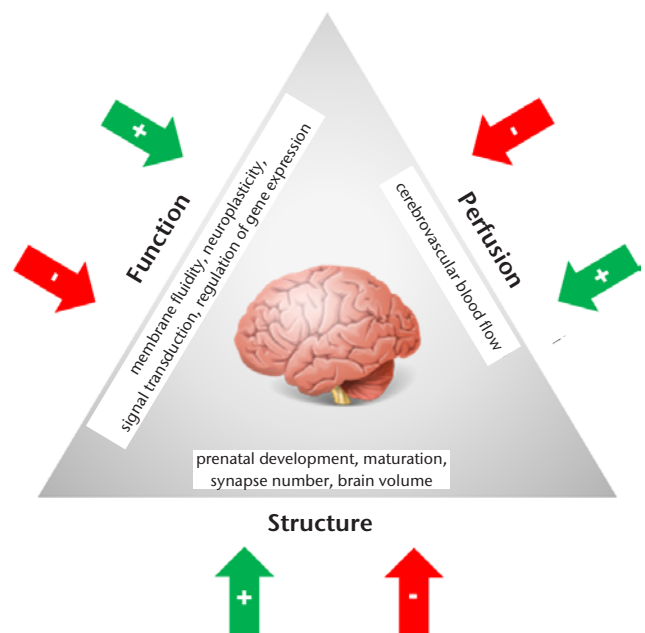 +
-
Function
membrane fluidity, neuroplasticity,
signal transduction, regulation of gene expression
-
+
Perfusion
cerebrovascular blood flow
prenatal development, maturation,
synapse number, brain volume
Structure
+
-